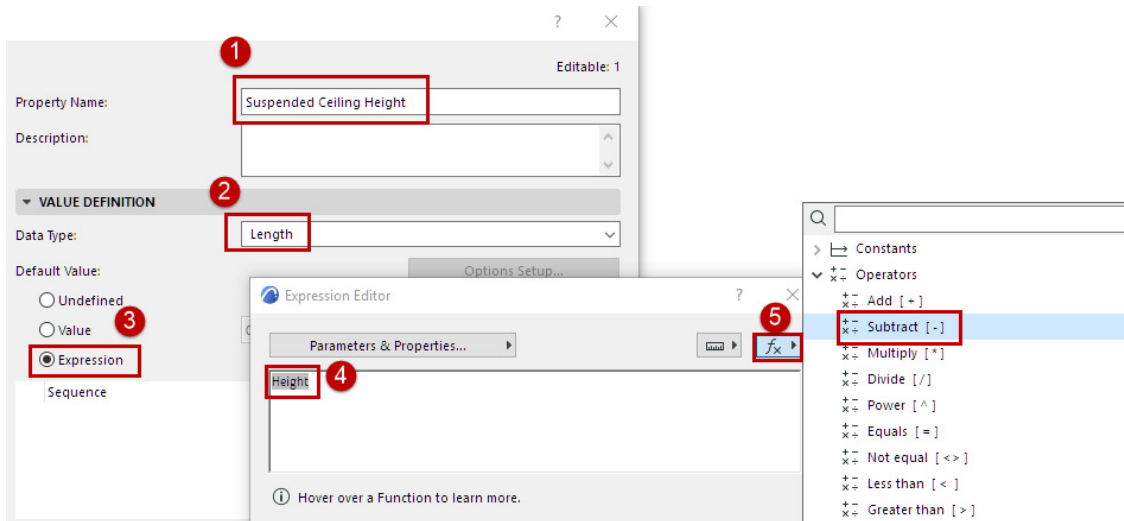 ?
1
Editable: 1
Property Name:
Suspended Ceiling Height
Description:
2
VALUE DEFINITION
Data Type:
Length
Default Value:
Options Setup...
Undefined
Value
3
Expression
Sequence
Expression Editor
?
5
Parameters & Properties...
fx
Height
4
Hover over a Function to learn more.
Constants
Operators
Add [ + ]
Subtract [ - ]
Multiply [ * ]
Divide [ / ]
Power [ ^ ]
Equals [ = ]
Not equal [ <> ]
Less than [ < ]
Greater than [ > ]